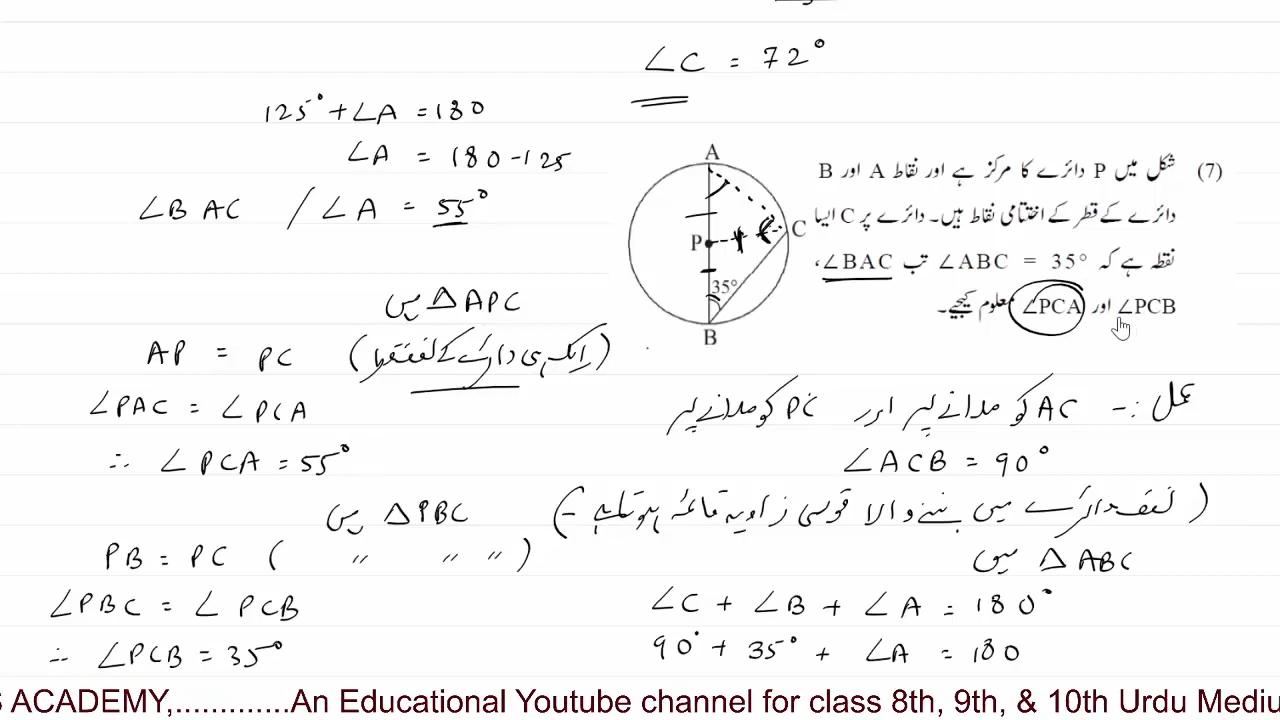 ∠C = 72°
(7) شکل میں P دائرے کا مرکز ہے اور نقاط A اور B
دائرے کے قطر کے اختتامی نقاط ہیں۔ دائرے پر C ایسا
نقطہ ہے کہ ∠ABC = 35° تب ∠BAC،
∠PCB اور ∠PCA معلوم کیجیے۔
A
P
C
35°
B
عمل :- AC کو ملانے پر اور PC کو ملانے پر
∠ACB = 90°
(نصف دائرے میں بننے والا قوسی زاویہ قائمہ ہوتا ہے-)
△ABC میں
∠C + ∠B + ∠A = 180°
90° + 35° + ∠A = 180
125° + ∠A = 180
∠A = 180 - 125
∠BAC / ∠A = 55°
△APC میں
AP = PC (ایک ہی دائرے کے نصف قطر)
∠PAC = ∠PCA
∴ ∠PCA = 55°
△PBC میں
PB = PC ( " " " )
∠PBC = ∠PCB
∴ ∠PCB = 35°
S ACADEMY,.............An Educational Youtube channel for class 8th, 9th, & 10th Urdu Mediu